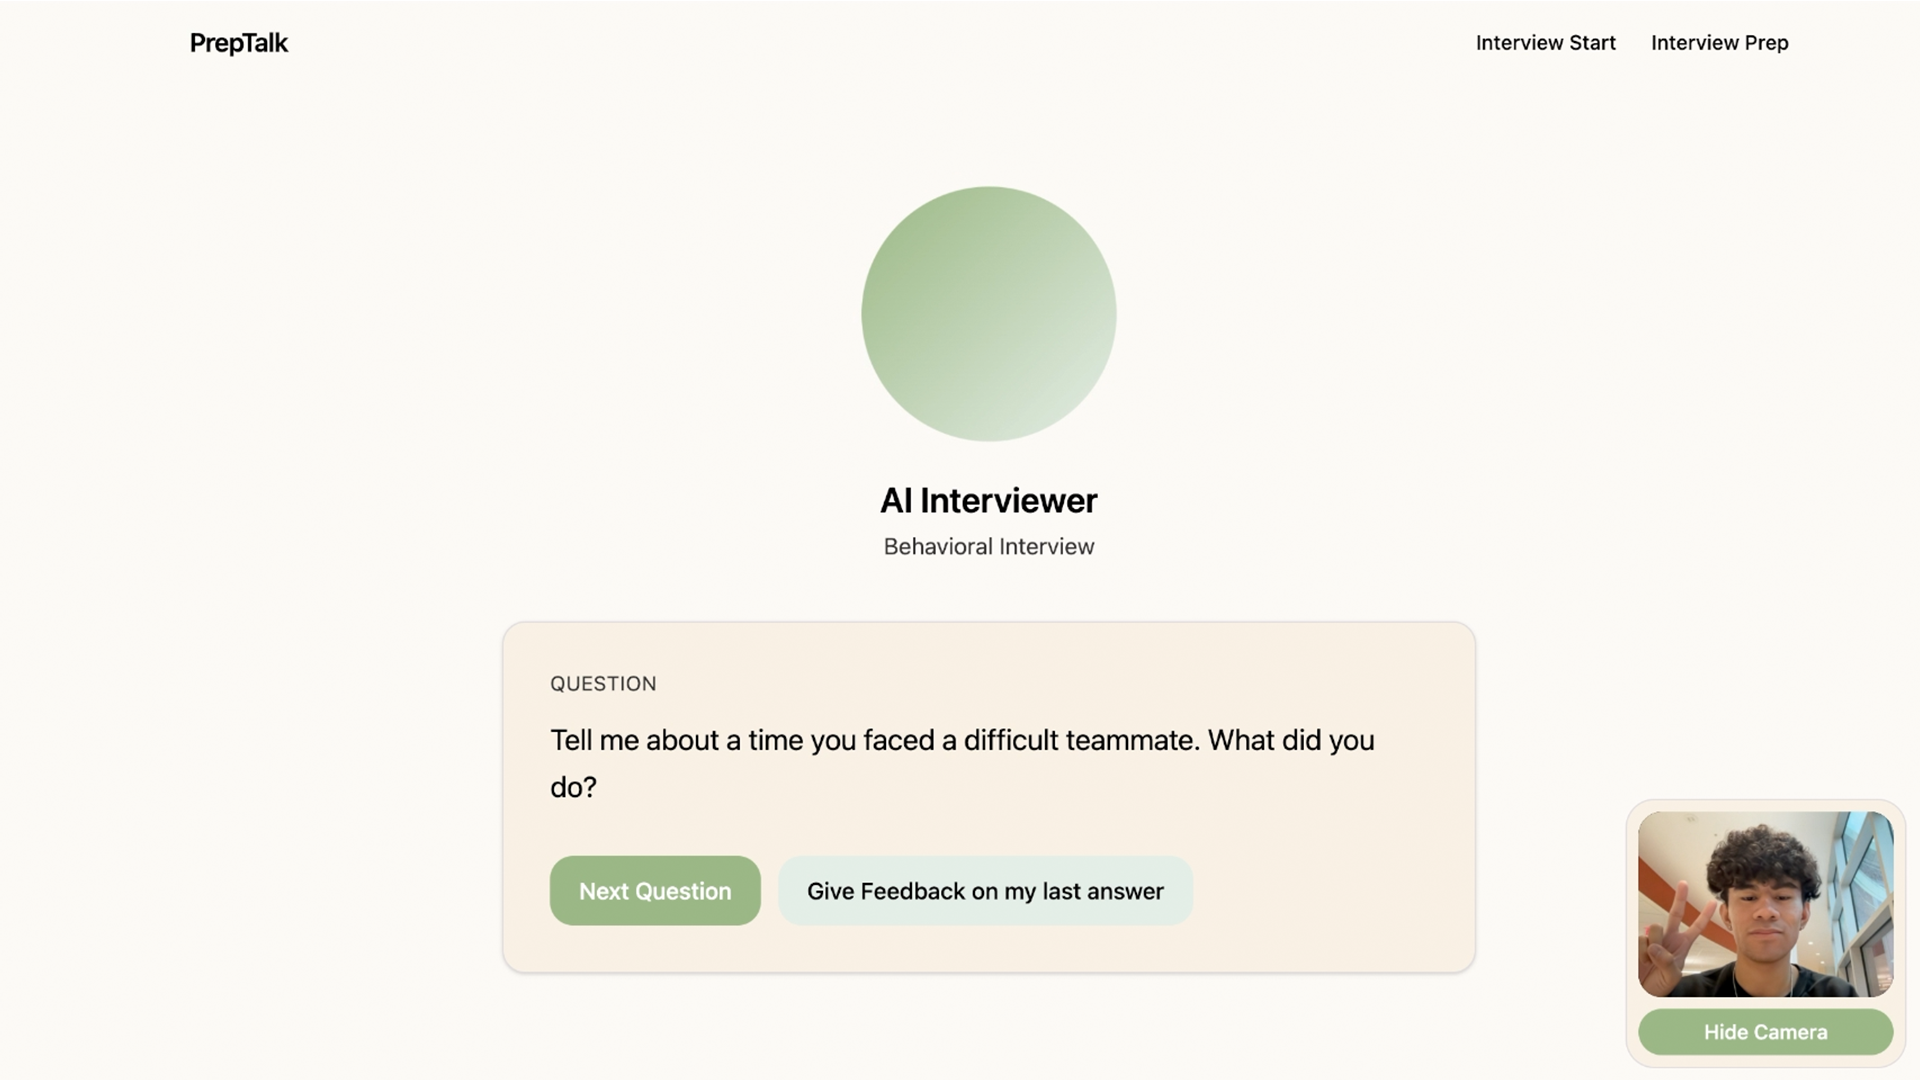 PrepTalk
Interview Start
Interview Prep
AI Interviewer
Behavioral Interview
QUESTION
Tell me about a time you faced a difficult teammate. What did you
do?
Next Question
Give Feedback on my last answer
Hide Camera